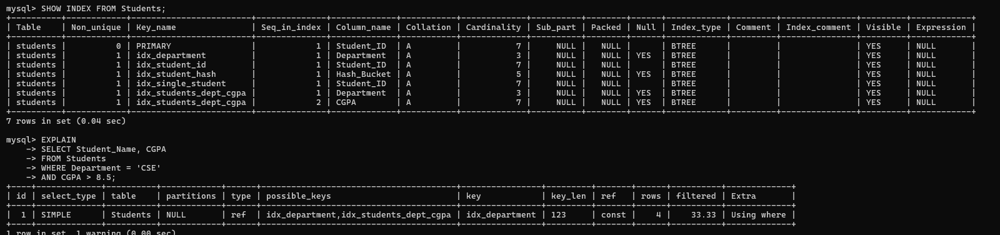 mysql> SHOW INDEX FROM Students;
+----------+------------+------------------------+--------------+-------------+-----------+-------------+----------+--------+------+------------+---------+---------------+---------+------------+
| Table    | Non_unique | Key_name               | Seq_in_index | Column_name | Collation | Cardinality | Sub_part | Packed | Null | Index_type | Comment | Index_comment | Visible | Expression |
+----------+------------+------------------------+--------------+-------------+-----------+-------------+----------+--------+------+------------+---------+---------------+---------+------------+
| students |          0 | PRIMARY                |            1 | Student_ID  | A         |           7 |     NULL |   NULL |      | BTREE      |         |               | YES     | NULL       |
| students |          1 | idx_department         |            1 | Department  | A         |           3 |     NULL |   NULL | YES  | BTREE      |         |               | YES     | NULL       |
| students |          1 | idx_student_id         |            1 | Student_ID  | A         |           7 |     NULL |   NULL |      | BTREE      |         |               | YES     | NULL       |
| students |          1 | idx_student_hash       |            1 | Hash_Bucket | A         |           5 |     NULL |   NULL | YES  | BTREE      |         |               | YES     | NULL       |
| students |          1 | idx_single_student     |            1 | Student_ID  | A         |           7 |     NULL |   NULL |      | BTREE      |         |               | YES     | NULL       |
| students |          1 | idx_students_dept_cgpa |            1 | Department  | A         |           3 |     NULL |   NULL | YES  | BTREE      |         |               | YES     | NULL       |
| students |          1 | idx_students_dept_cgpa |            2 | CGPA        | A         |           7 |     NULL |   NULL | YES  | BTREE      |         |               | YES     | NULL       |
+----------+------------+------------------------+--------------+-------------+-----------+-------------+----------+--------+------+------------+---------+---------------+---------+------------+
7 rows in set (0.04 sec)

mysql> EXPLAIN
    -> SELECT Student_Name, CGPA
    -> FROM Students
    -> WHERE Department = 'CSE'
    -> AND CGPA > 8.5;
+----+-------------+----------+------------+------+---------------------------------------+----------------+---------+-------+------+----------+-------------+
| id | select_type | table    | partitions | type | possible_keys                         | key            | key_len | ref   | rows | filtered | Extra       |
+----+-------------+----------+------------+------+---------------------------------------+----------------+---------+-------+------+----------+-------------+
|  1 | SIMPLE      | Students | NULL       | ref  | idx_department,idx_students_dept_cgpa | idx_department | 123     | const |    4 |    33.33 | Using where |
+----+-------------+----------+------------+------+---------------------------------------+----------------+---------+-------+------+----------+-------------+
1 row in set, 1 warning (0.00 sec)